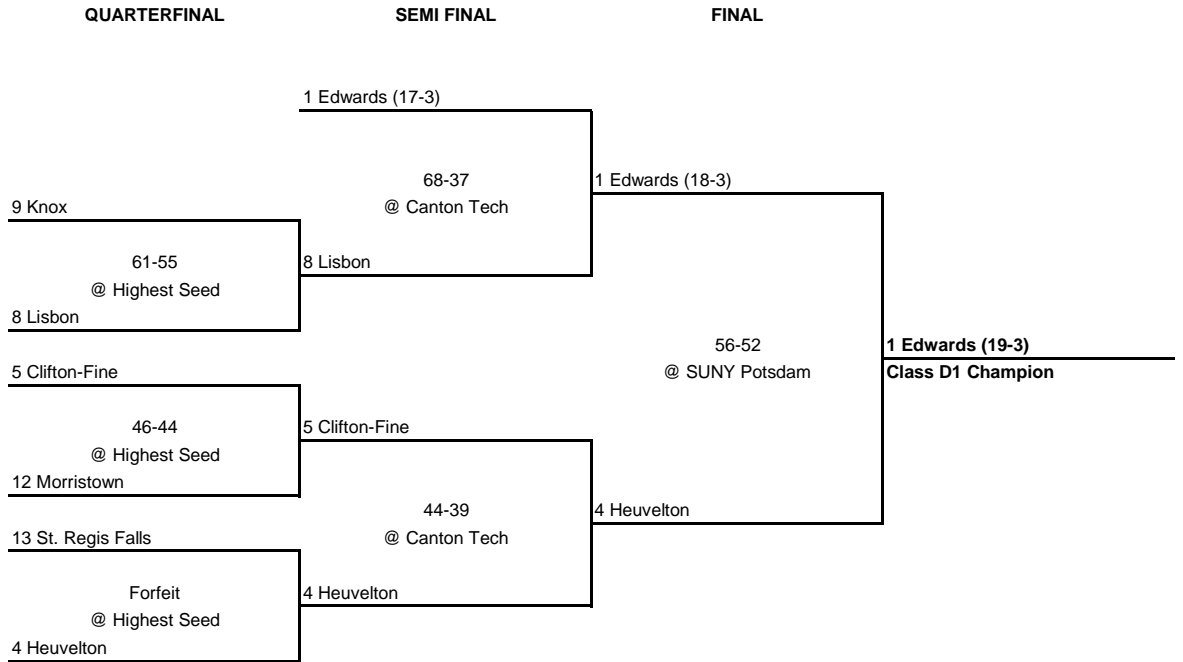 QUARTERFINAL SEMI FINAL FINAL
1 Edwards (17-3)
68-37 1 Edwards (18-3)
9 Knox @ Canton Tech
61-55 8 Lisbon
@ Highest Seed
8 Lisbon
56-52 1 Edwards (19-3)
5 Clifton-Fine @ SUNY Potsdam Class D1 Champion
46-44 5 Clifton-Fine
@ Highest Seed
12 Morristown
44-39 4 Heuvelton
13 St. Regis Falls @ Canton Tech
Forfeit 4 Heuvelton
@ Highest Seed
4 Heuvelton